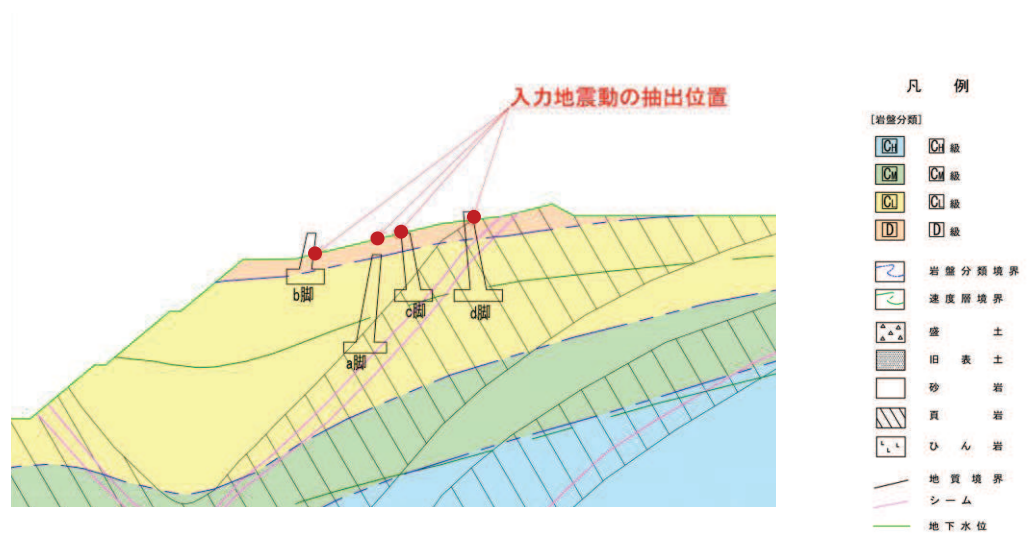 入力地震動の抽出位置
b脚
c脚
d脚
a脚
凡 例
[岩盤分類]
CH CH 級
CM CM 級
CL CL 級
D D 級
岩盤分類境界
速度層境界
盛土
旧表土
砂岩
頁岩
ひん岩
地質境界
シーム
地下水位